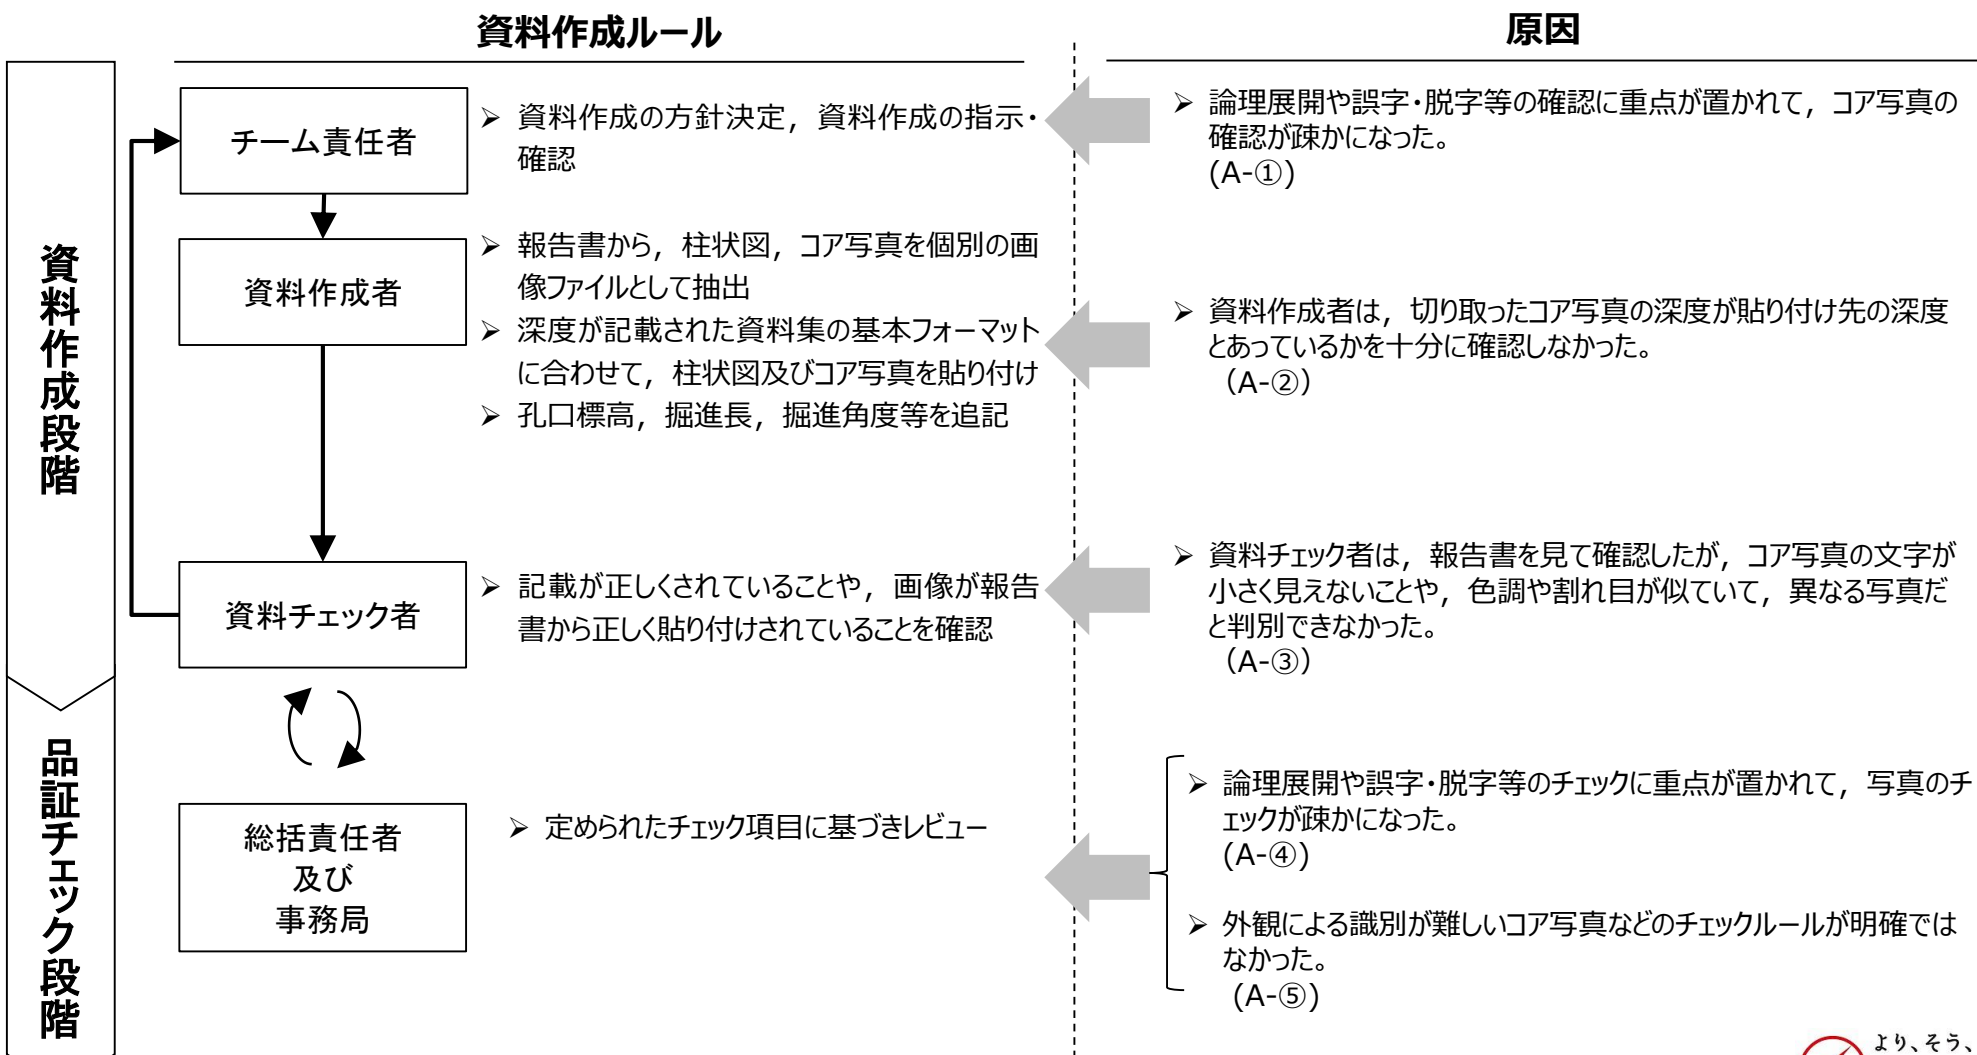 資料作成ルール
原因
資料作成段階
チーム責任者
➢ 資料作成の方針決定，資料作成の指示・
確認
➢ 論理展開や誤字・脱字等の確認に重点が置かれて，コア写真の
確認が疎かになった。
(A-①)
資料作成者
➢ 報告書から，柱状図，コア写真を個別の画
像ファイルとして抽出
➢ 深度が記載された資料集の基本フォーマット
に合わせて，柱状図及びコア写真を貼り付け
➢ 孔口標高，掘進長，掘進角度等を追記
➢ 資料作成者は，切り取ったコア写真の深度が貼り付け先の深度
とあっているかを十分に確認しなかった。
（A-②）
資料チェック者
➢ 記載が正しくされていることや，画像が報告
書から正しく貼り付けされていることを確認
➢ 資料チェック者は，報告書を見て確認したが，コア写真の文字が
小さく見えないことや，色調や割れ目が似ていて，異なる写真だ
と判別できなかった。
（A-③）
品証チェック段階
総括責任者
及び
事務局
➢ 定められたチェック項目に基づきレビュー
➢ 論理展開や誤字・脱字等のチェックに重点が置かれて，写真のチ
ェックが疎かになった。
(A-④)
➢ 外観による識別が難しいコア写真などのチェックルールが明確では
なかった。
(A-⑤)
より、そう、